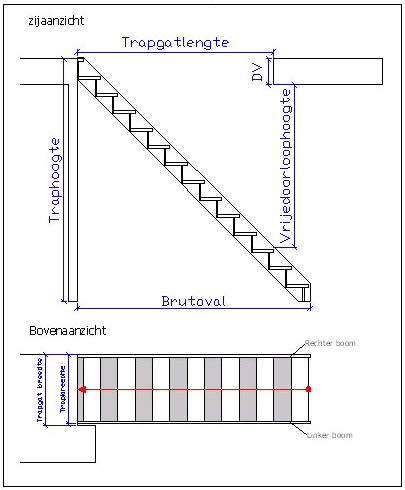 zijaanzicht
Trapgatlengte
DV
Traphoogte
Vrijedoorloophoogte
Brutoval
Bovenaanzicht
Rechter boom
Trapgat breedte
Trapbreedte
Linker boom